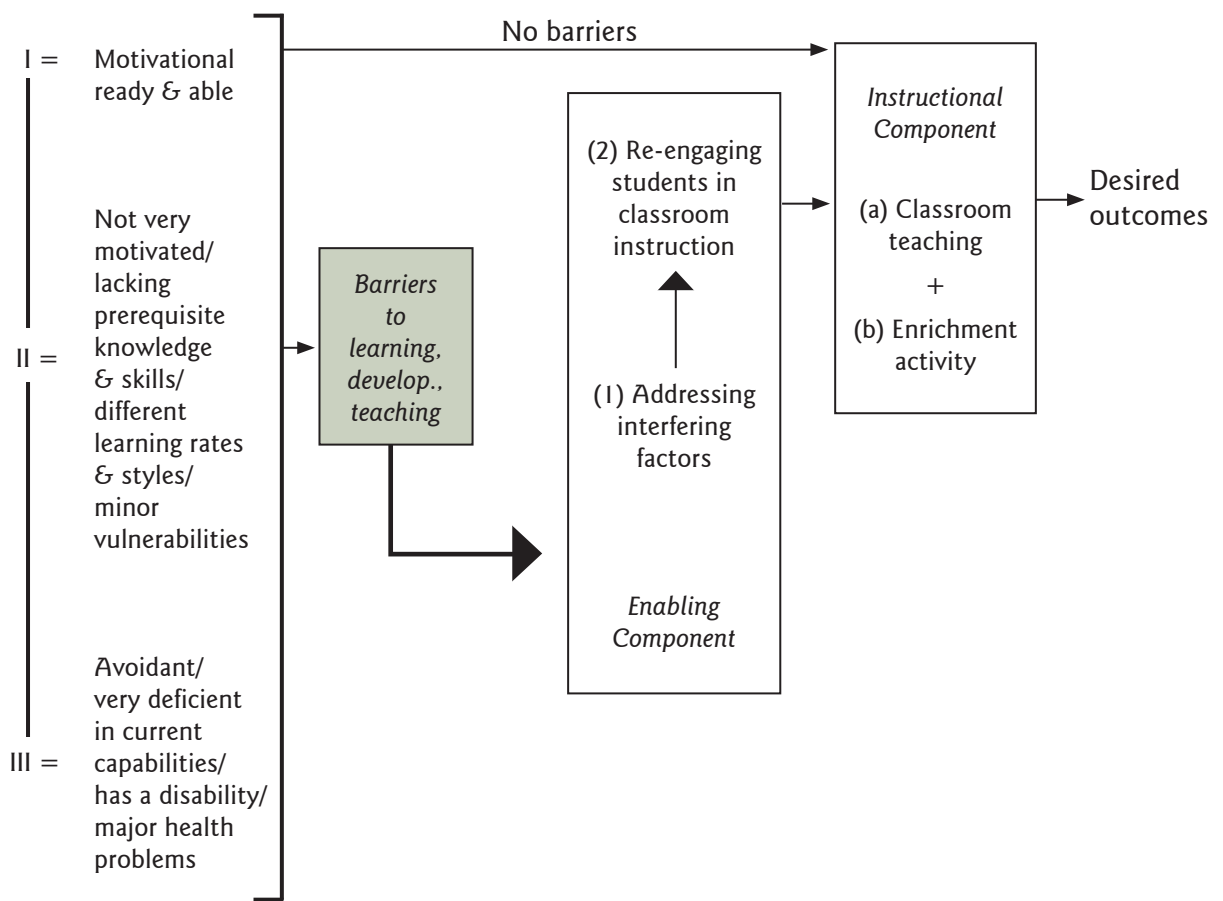 I = Motivational
ready & able
II = Not very
motivated/
lacking
prerequisite
knowledge
& skills/
different
learning rates
& styles/
minor
vulnerabilities
III = Avoidant/
very deficient
in current
capabilities/
has a disability/
major health
problems
No barriers
Barriers
to
learning,
develop.,
teaching
(2) Re-engaging
students in
classroom
instruction
(1) Addressing
interfering
factors
Enabling
Component
Instructional
Component
(a) Classroom
teaching
+
(b) Enrichment
activity
Desired
outcomes